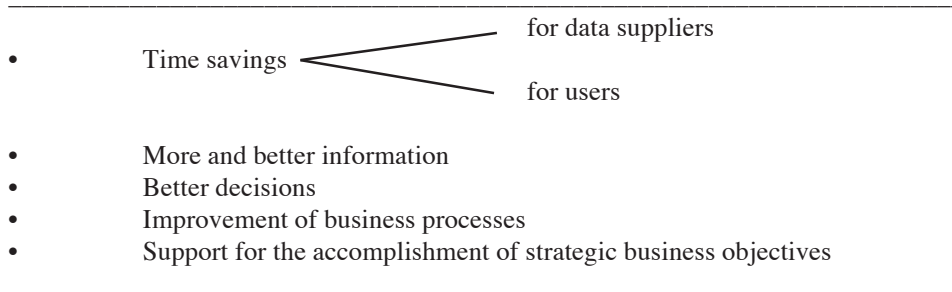 for data suppliers
• Time savings
for users
• More and better information
• Better decisions
• Improvement of business processes
• Support for the accomplishment of strategic business objectives